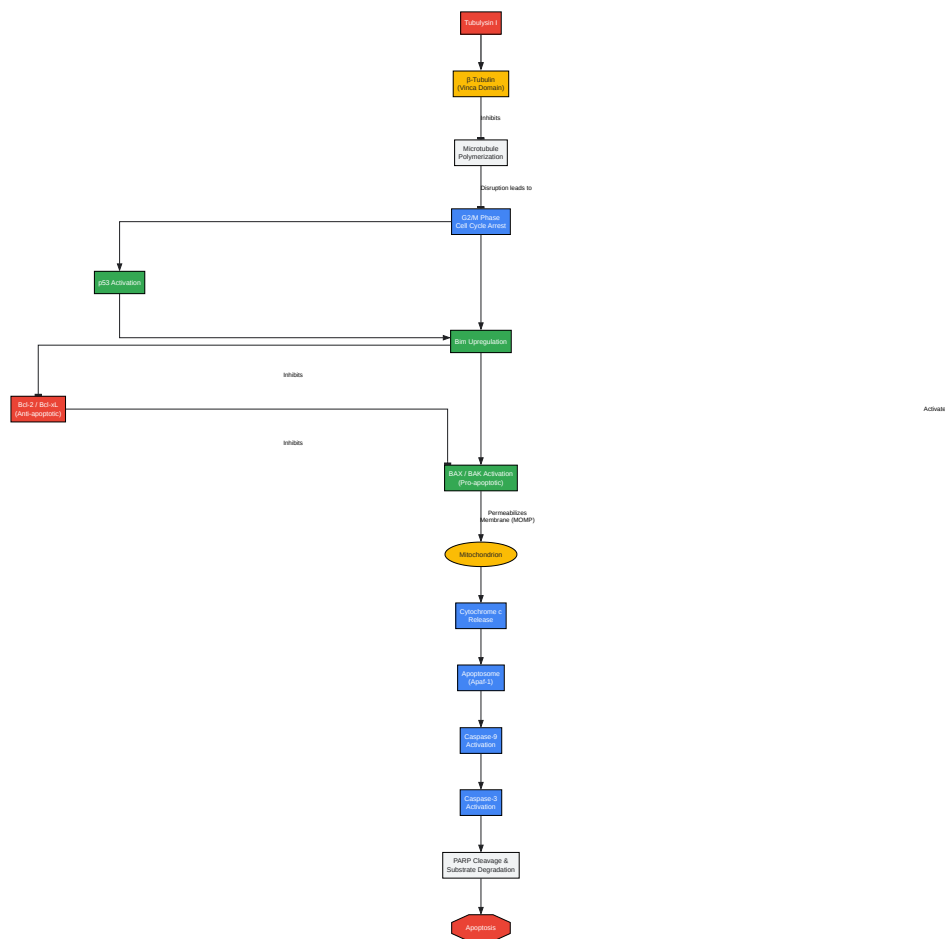 Tubulysin I
β-Tubulin
(Vinca Domain)
Inhibits
Microtubule
Polymerization
Disruption leads to
G2/M Phase
Cell Cycle Arrest
p53 Activation
Bim Upregulation
Inhibits
Bcl-2 / Bcl-xL
(Anti-apoptotic)
Activate
Inhibits
BAX / BAK Activation
(Pro-apoptotic)
Permeabilizes
Membrane (MOMP)
Mitochondrion
Cytochrome c
Release
Apoptosome
(Apaf-1)
Caspase-9
Activation
Caspase-3
Activation
PARP Cleavage &
Substrate Degradation
Apoptosis